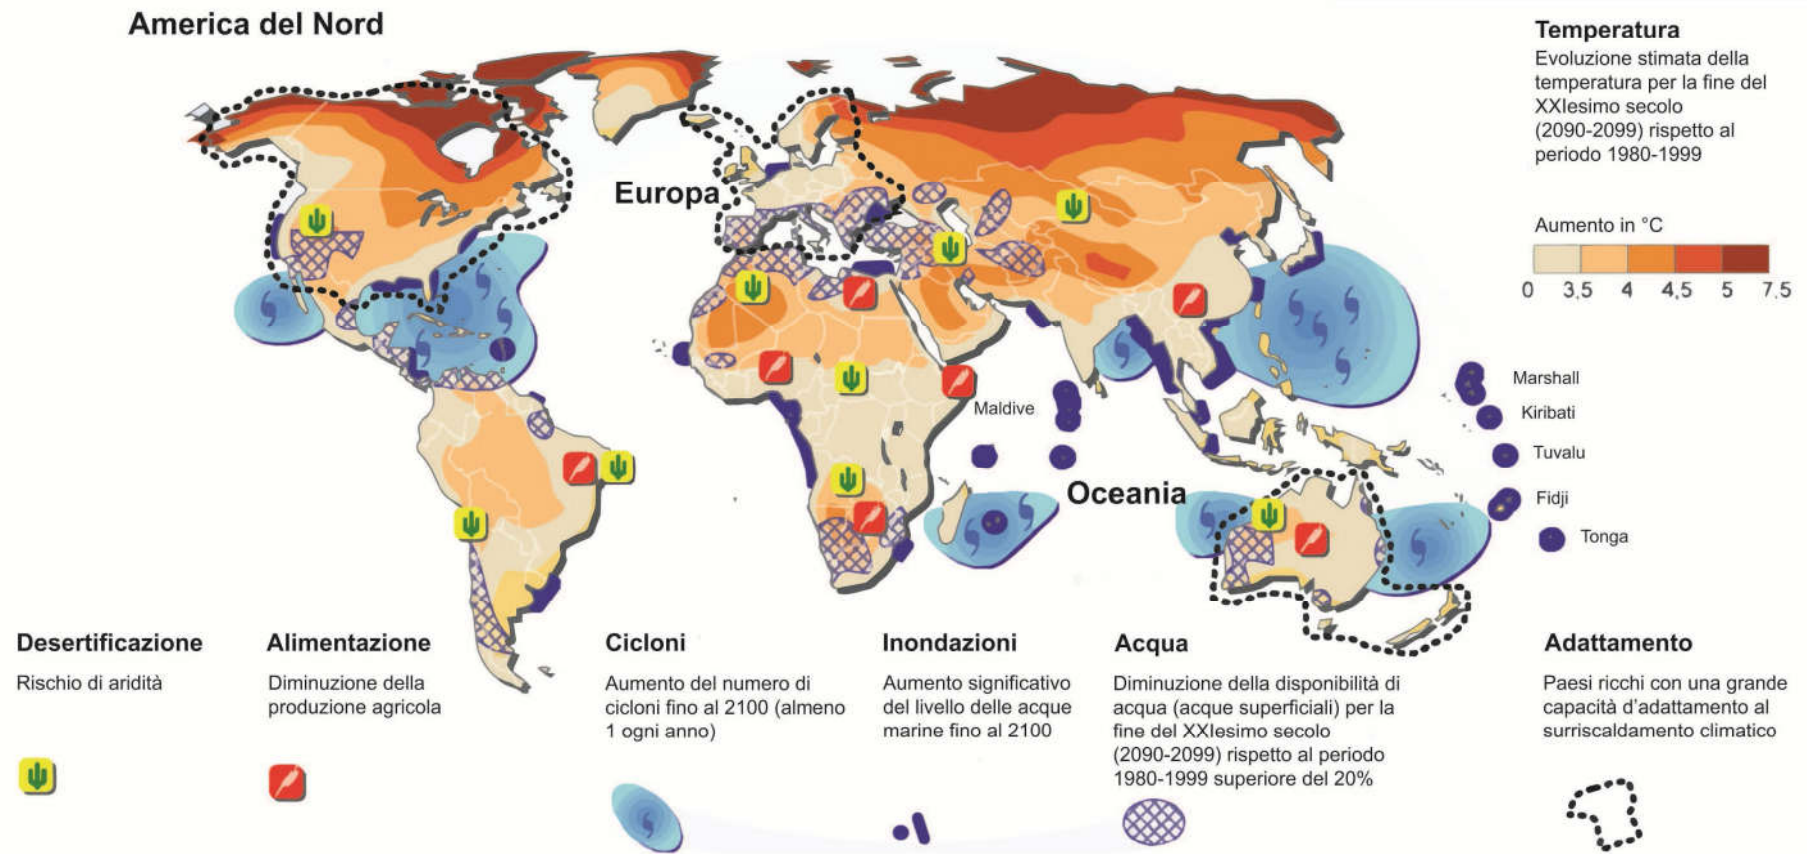 America del Nord
Europa
Maldive
Oceania
Marshall
Kiribati
Tuvalu
Fidji
Tonga
Temperatura
Evoluzione stimata della
temperatura per la fine del
XXIesimo secolo
(2090-2099) rispetto al
periodo 1980-1999
Aumento in °C
0 3,5 4 4,5 5 7.5
Desertificazione
Rischio di aridità
Alimentazione
Diminuzione della
produzione agricola
Cicloni
Aumento del numero di
cicloni fino al 2100 (almeno
1 ogni anno)
Inondazioni
Aumento significativo
del livello delle acque
marine fino al 2100
Acqua
Diminuzione della disponibilità di
acqua (acque superficiali) per la
fine del XXIesimo secolo
(2090-2099) rispetto al periodo
1980-1999 superiore del 20%
Adattamento
Paesi ricchi con una grande
capacità d'adattamento al
surriscaldamento climatico